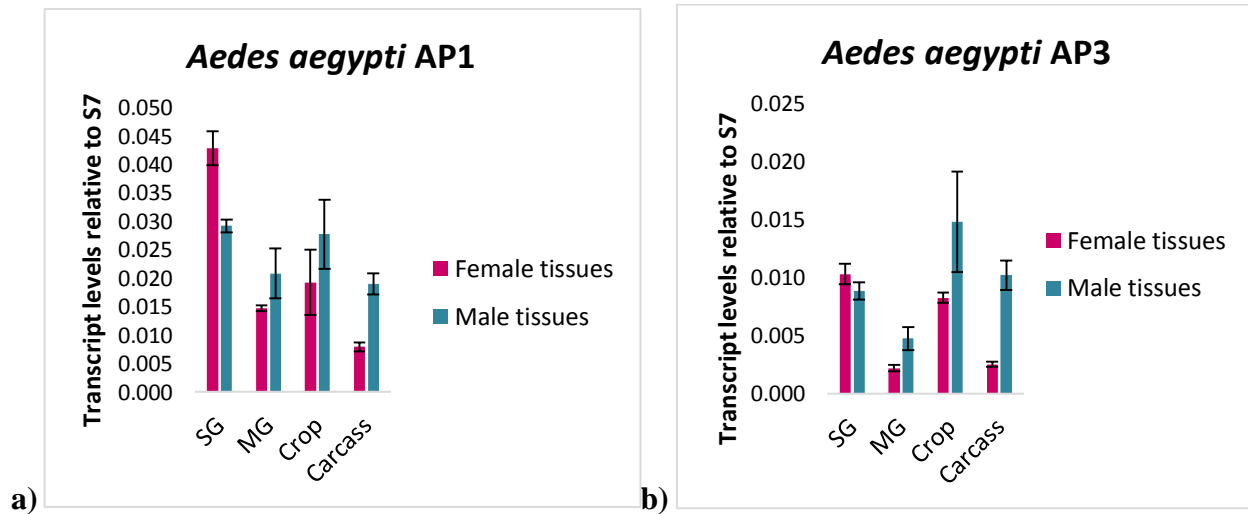 Aedes aegypti AP1
Transcript levels relative to S7
0.050
0.045
0.040
0.035
0.030
0.025
0.020
0.015
0.010
0.005
0.000
SG
MG
Crop
Carcass
Female tissues
Male tissues
a)
Aedes aegypti AP3
Transcript levels relative to S7
0.025
0.020
0.015
0.010
0.005
0.000
SG
MG
Crop
Carcass
Female tissues
Male tissues
b)